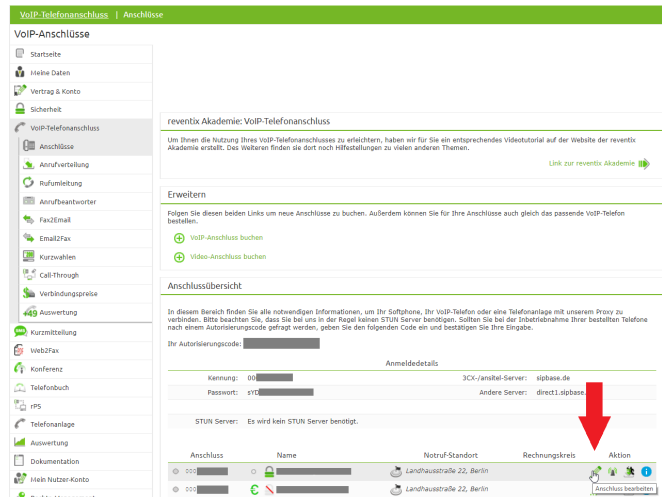 VoIP-Telefonanschluss | Anschlüsse
VoIP-Anschlüsse
Startseite
Meine Daten
Vertrag & Konto
Sicherheit
VoIP-Telefonanschluss
Anschlüsse
Anrufverteilung
Rufumleitung
Anrufbeantworter
Fax2Email
Email2Fax
Kurzwahlen
Call-Through
Verbindungspreise
+49 Auswertung
SMS Kurzmitteilung
Web2Fax
Konferenz
Telefonbuch
rPS
Telefonanlage
Auswertung
Dokumentation
Mein Nutzer-Konto
reventix Akademie: VoIP-Telefonanschluss
Um Ihnen die Nutzung Ihres VoIP-Telefonanschlusses zu erleichtern, haben wir für Sie ein entsprechendes Videotutorial auf der Website der reventix
Akademie erstellt. Des Weiteren finden sie dort noch Hilfestellungen zu vielen anderen Themen.
Link zur reventix Akademie
Erweitern
Folgen Sie diesen beiden Links um neue Anschlüsse zu buchen. Außerdem können Sie für Ihre Anschlüsse auch gleich das passende VoIP-Telefon
bestellen.
VoIP-Anschluss buchen
Video-Anschluss buchen
Anschlussübersicht
In diesem Bereich finden Sie alle notwendigen Informationen, um Ihr Softphone, Ihr VoIP-Telefon oder eine Telefonanlage mit unserem Proxy zu
verbinden. Bitte beachten Sie, dass Sie bei uns in der Regel keinen STUN Server benötigen. Sollten Sie bei der Inbetriebnahme Ihrer bestellten Telefone
nach einem Autorisierungscode gefragt werden, geben Sie den folgenden Code ein und bestätigen Sie Ihre Eingabe.
Ihr Autorisierungscode:
Anmeldedetails
Kennung: 00 3CX-/ansitel-Server: sipbase.de
Passwort: sYD Andere Server: direct1.sipbase.
STUN Server: Es wird kein STUN Server benötigt.
Anschluss Name Notruf-Standort Rechnungskreis Aktion
000 Landhausstraße 22, Berlin
Anschluss bearbeiten
000 Landhausstraße 22, Berlin